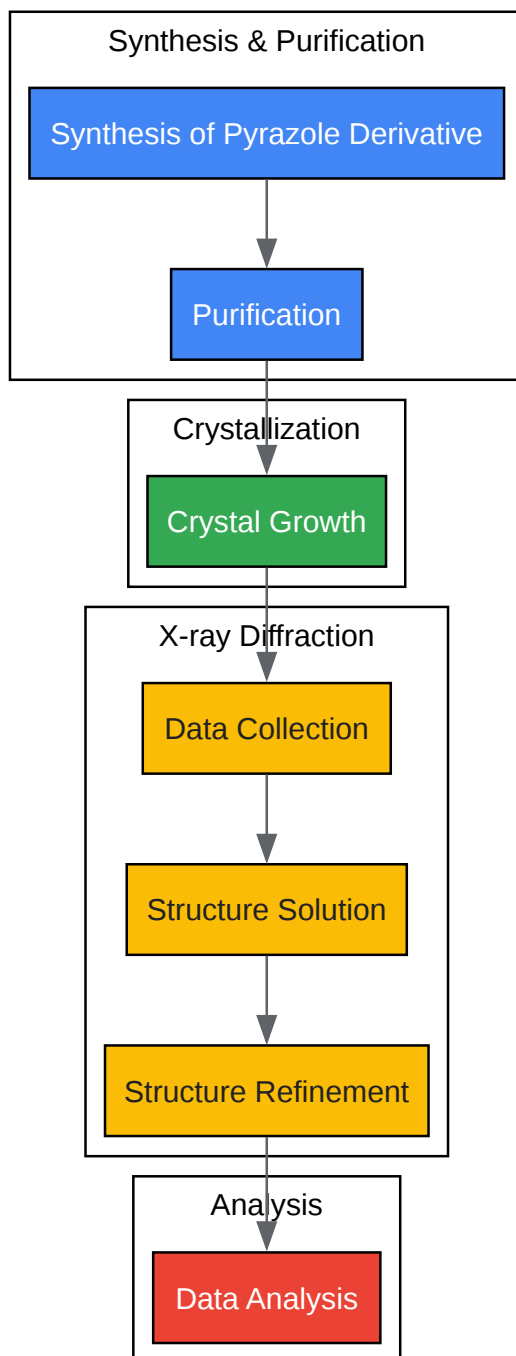 Synthesis & Purification
Synthesis of Pyrazole Derivative
Purification
Crystallization
Crystal Growth
X-ray Diffraction
Data Collection
Structure Solution
Structure Refinement
Analysis
Data Analysis